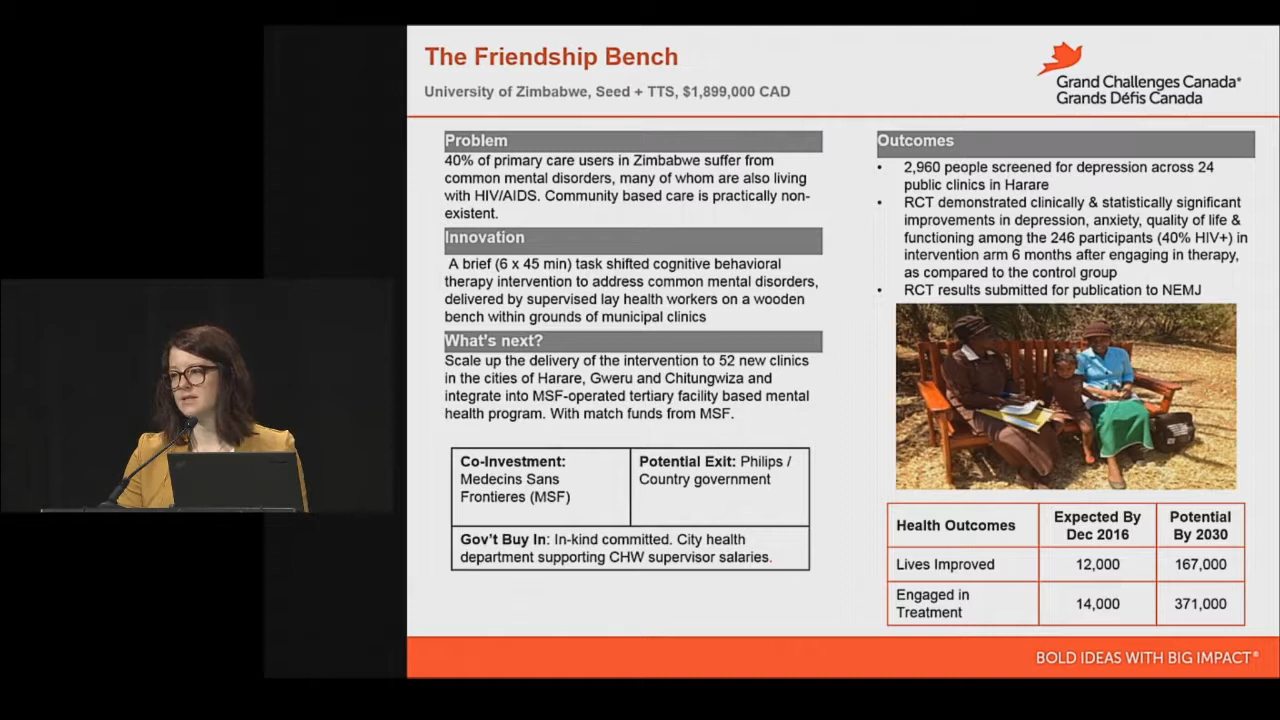 The Friendship Bench
University of Zimbabwe, Seed + TTS, $1,899,000 CAD
Grand Challenges Canada®
Grands Défis Canada
Problem
40% of primary care users in Zimbabwe suffer from
common mental disorders, many of whom are also living
with HIV/AIDS. Community based care is practically non-
existent.
Innovation
A brief (6 x 45 min) task shifted cognitive behavioral
therapy intervention to address common mental disorders,
delivered by supervised lay health workers on a wooden
bench within grounds of municipal clinics
What's next?
Scale up the delivery of the intervention to 52 new clinics
in the cities of Harare, Gweru and Chitungwiza and
integrate into MSF-operated tertiary facility based mental
health program. With match funds from MSF.
Co-Investment:
Medecins Sans
Frontieres (MSF)
Potential Exit: Philips /
Country government
Gov't Buy In: In-kind committed. City health
department supporting CHW supervisor salaries.
Outcomes
• 2,960 people screened for depression across 24
public clinics in Harare
• RCT demonstrated clinically & statistically significant
improvements in depression, anxiety, quality of life &
functioning among the 246 participants (40% HIV+) in
intervention arm 6 months after engaging in therapy,
as compared to the control group
• RCT results submitted for publication to NEMJ
Health Outcomes
Expected By
Dec 2016
Potential
By 2030
Lives Improved
12,000
167,000
Engaged in
Treatment
14,000
371,000
BOLD IDEAS WITH BIG IMPACT®